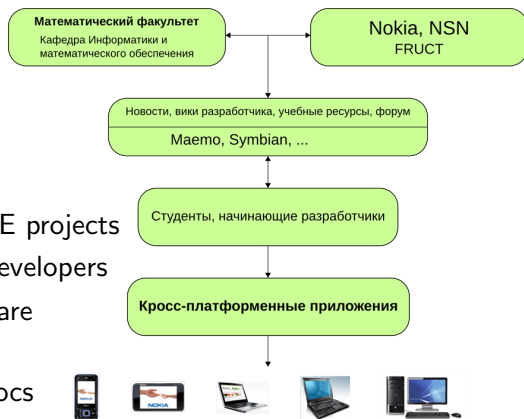 Математический факультет
Кафедра Информатики и
математического обеспечения
Nokia, NSN
FRUCT
Новости, вики разработчика, учебные ресурсы, форум
Maemo, Symbian, ...
Студенты, начинающие разработчики
E projects
evelopers
Кросс-платформенные приложения
are
ocs
NOKIA